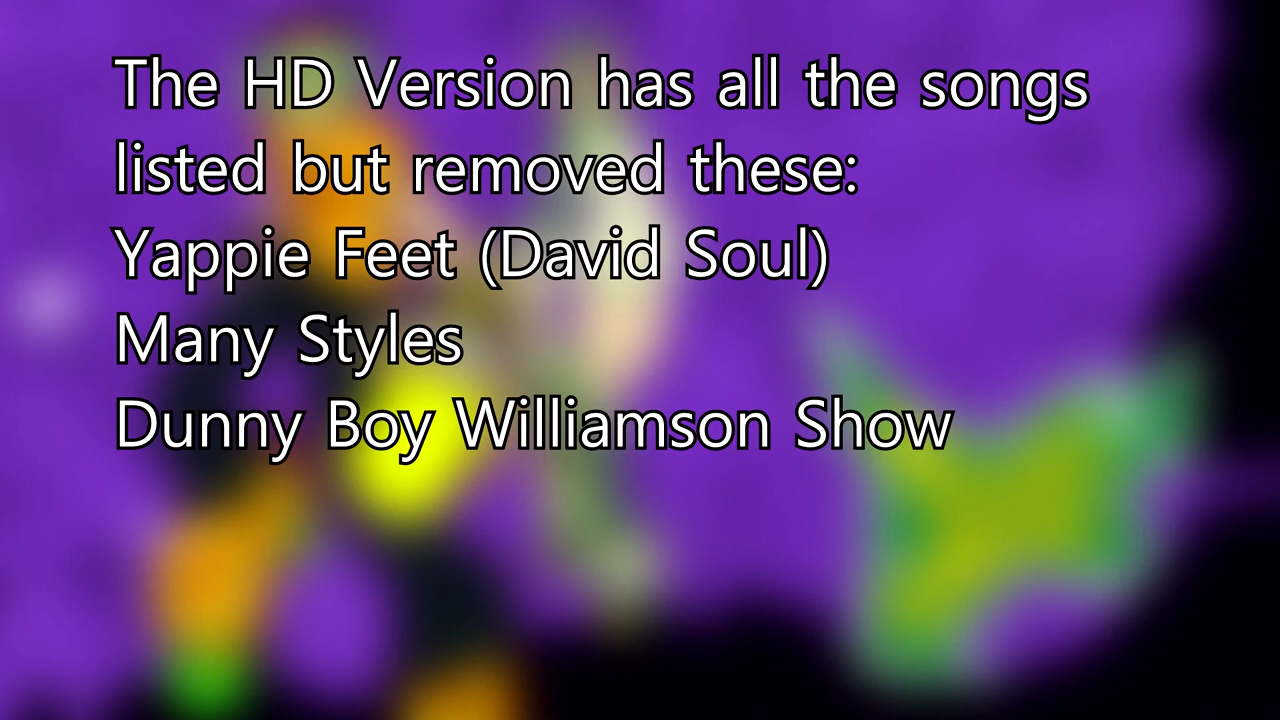 The HD Version has all the songs
listed but removed these:
Yappie Feet (David Soul)
Many Styles
Dunny Boy Williamson Show